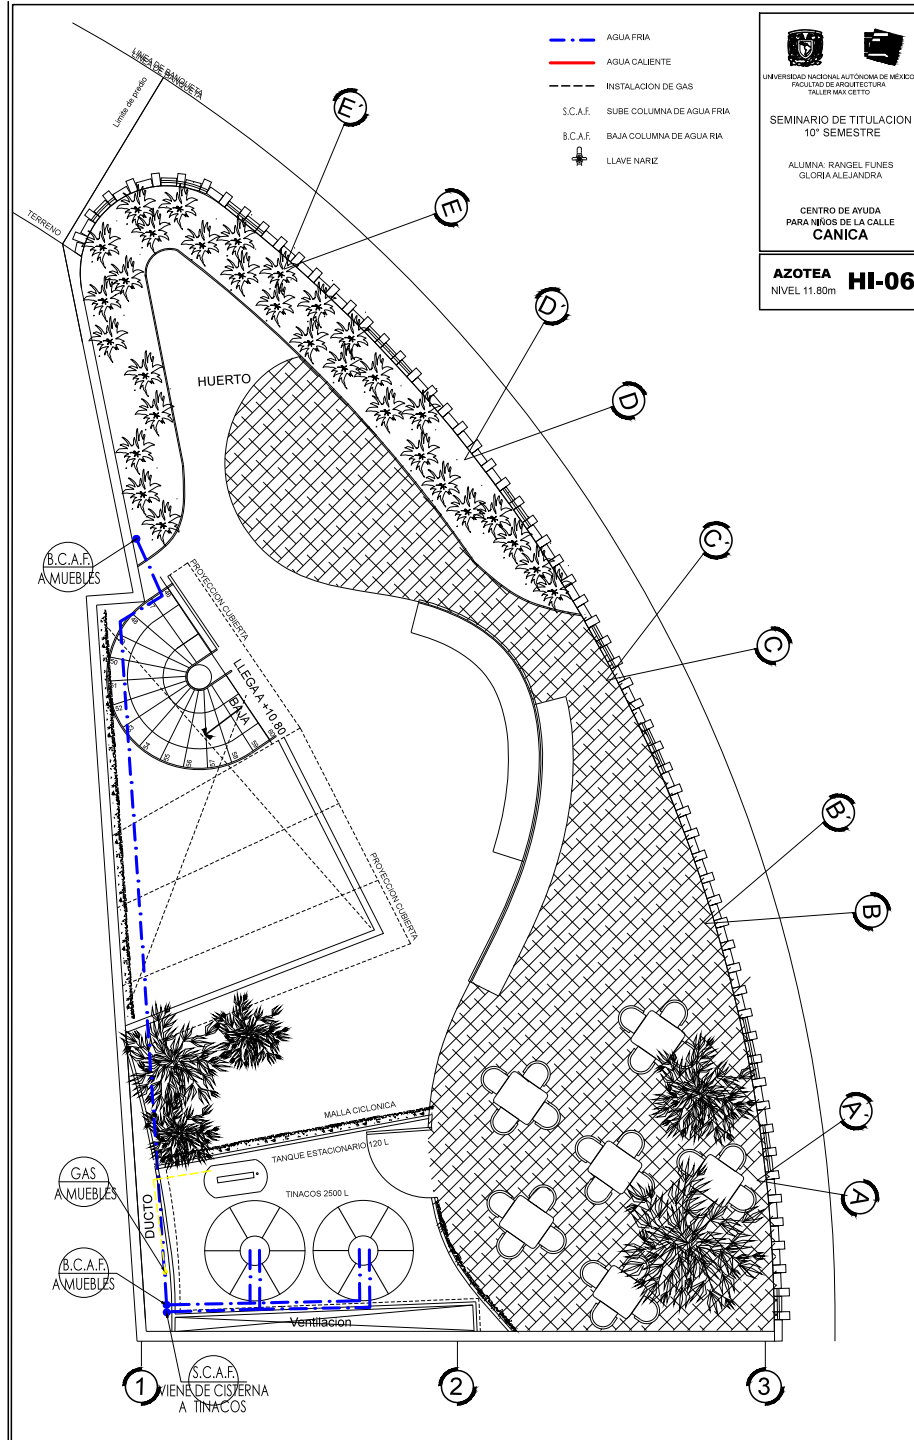 AGUA FRIA
AGUA CALIENTE
INSTALACION DE GAS
S.C.A.F. SUBE COLUMNA DE AGUA FRIA
B.C.A.F. BAJA COLUMNA DE AGUA RIA
LLAVE NARIZ
UNIVERSIDAD NACIONAL AUTÓNOMA DE MÉXICO
FACULTAD DE ARQUITECTURA
TALLER MAX CETTO
SEMINARIO DE TITULACION
10° SEMESTRE
ALUMNA: RANGEL FUNES
GLORIA ALEJANDRA
CENTRO DE AYUDA
PARA NIÑOS DE LA CALLE
CANICA
AZOTEA HI-06
NIVEL 11.80m
LINEA DE BANQUETA
LINEA DE BANQUETA
Limite de predio
TERRENO
E´
E
D´
D
C´
C
B´
B
A´
A
HUERTO
B.C.A.F.
A MUEBLES
PROYECCION CUBIERTA
LLEGA A +10.80
BAJA
PROYECCION CUBIERTA
MALLA CICLONICA
TANQUE ESTACIONARIO 120 L
TINACOS 2500 L
GAS
A MUEBLES
DUCTO
B.C.A.F.
A MUEBLES
Ventilacion
S.C.A.F.
VIENE DE CISTERNA
A TINACOS
1
2
3